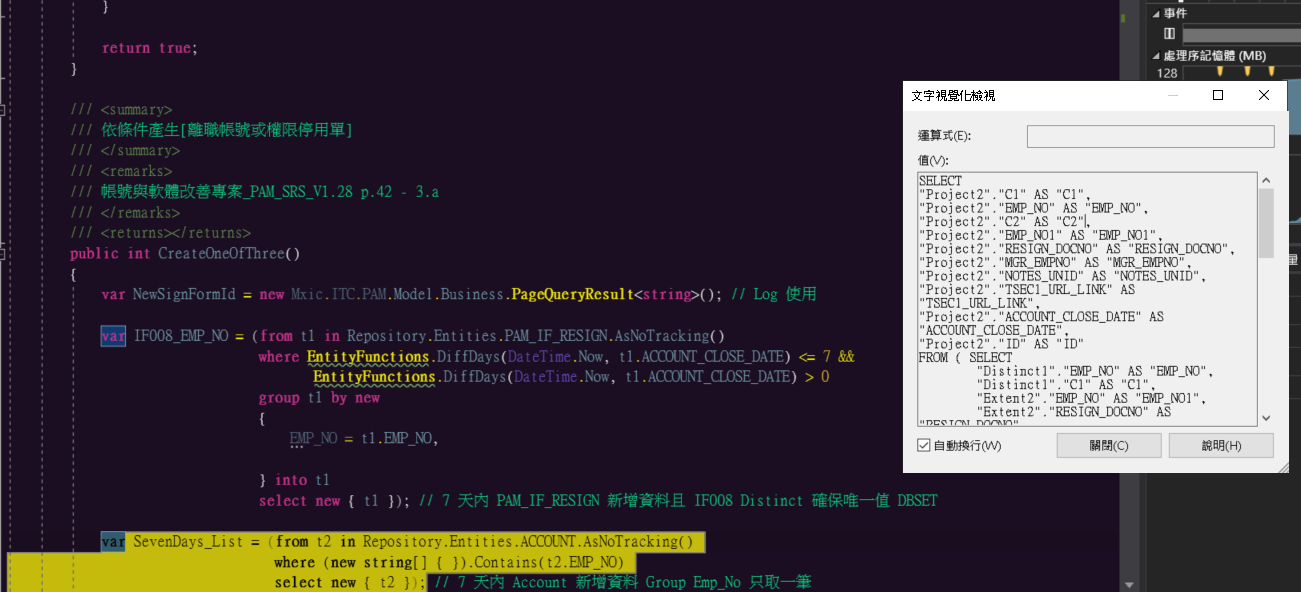 }
return true;
}
/// <summary>
/// 依條件產生[離職帳號或權限停用單]
/// </summary>
/// <remarks>
/// 帳號與軟體改善專案_PAM_SRS_V1.28 p.42 - 3.a
/// </remarks>
/// <returns></returns>
public int CreateOneOfThree()
{
var NewSignFormId = new Mxic.ITC.PAM.Model.Business.PageQueryResult<string>(); // Log 使用
var IF008_EMP_NO = (from t1 in Repository.Entities.PAM_IF_RESIGN.AsNoTracking()
where EntityFunctions.DiffDays(DateTime.Now, t1.ACCOUNT_CLOSE_DATE) <= 7 &&
EntityFunctions.DiffDays(DateTime.Now, t1.ACCOUNT_CLOSE_DATE) > 0
group t1 by new
{
EMP_NO = t1.EMP_NO,
} into t1
select new { t1 }); // 7 天內 PAM_IF_RESIGN 新增資料且 IF008 Distinct 確保唯一值 DBSET
var SevenDays_List = (from t2 in Repository.Entities.ACCOUNT.AsNoTracking()
where (new string[] { }).Contains(t2.EMP_NO)
select new { t2 }); // 7 天內 Account 新增資料 Group Emp_No 只取一筆
事件
處理序記憶體 (MB)
128
文字視覺化檢視
運算式(E):
值(V):
SELECT
"Project2"."C1" AS "C1",
"Project2"."EMP_NO" AS "EMP_NO",
"Project2"."C2" AS "C2",
"Project2"."EMP_NO1" AS "EMP_NO1",
"Project2"."RESIGN_DOCNO" AS "RESIGN_DOCNO",
"Project2"."MGR_EMPNO" AS "MGR_EMPNO",
"Project2"."NOTES_UNID" AS "NOTES_UNID",
"Project2"."TSEC1_URL_LINK" AS
"TSEC1_URL_LINK",
"Project2"."ACCOUNT_CLOSE_DATE" AS
"ACCOUNT_CLOSE_DATE",
"Project2"."ID" AS "ID"
FROM ( SELECT
"Distinct1"."EMP_NO" AS "EMP_NO",
"Distinct1"."C1" AS "C1",
"Extent2"."EMP_NO" AS "EMP_NO1",
"Extent2"."RESIGN_DOCNO" AS
"RESIGN_DOCNO"
自動換行(W)
關閉(C)
說明(H)
量